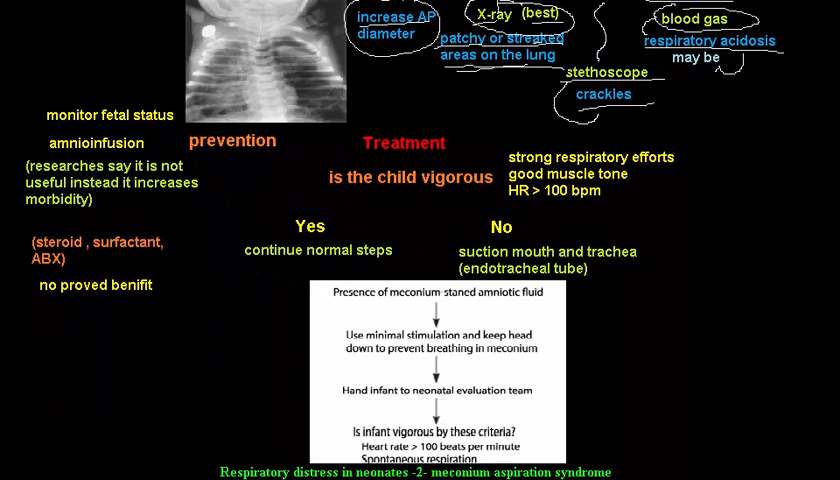 increase AP
diameter
X-ray (best)
patchy or streaked
areas on the lung
stethoscope
crackles
blood gas
respiratory acidosis
may be
monitor fetal status
amnioinfusion
(researches say it is not
useful instead it increases
morbidity)
(steroid , surfactant,
ABX)
no proved benifit
prevention
Treatment
is the child vigorous
strong respiratory efforts
good muscle tone
HR > 100 bpm
Yes
continue normal steps
No
suction mouth and trachea
(endotracheal tube)
Presence of meconium-staned amniotic fluid
Use minimal stimulation and keep head
down to prevent breathing in meconium
Hand infant to neonatal evaluation team
Is infant vigorous by these criteria?
Heart rate > 100 beats per minute
Spontaneous respiration
Respiratory distress in neonates -2- meconium aspiration syndrome